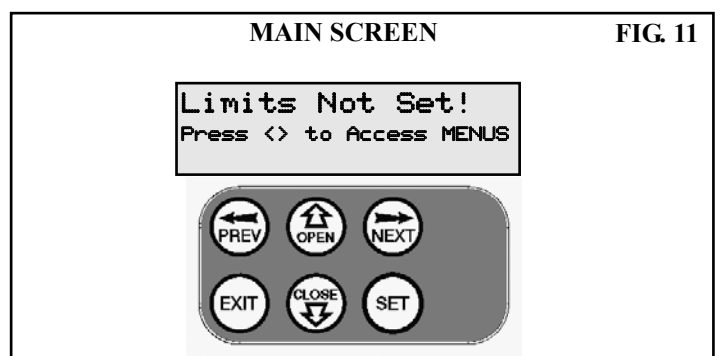 MAIN SCREEN FIG. 11
Limits Not Set!
Press <> to Access MENUS
PREV OPEN NEXT
EXIT CLOSE SET